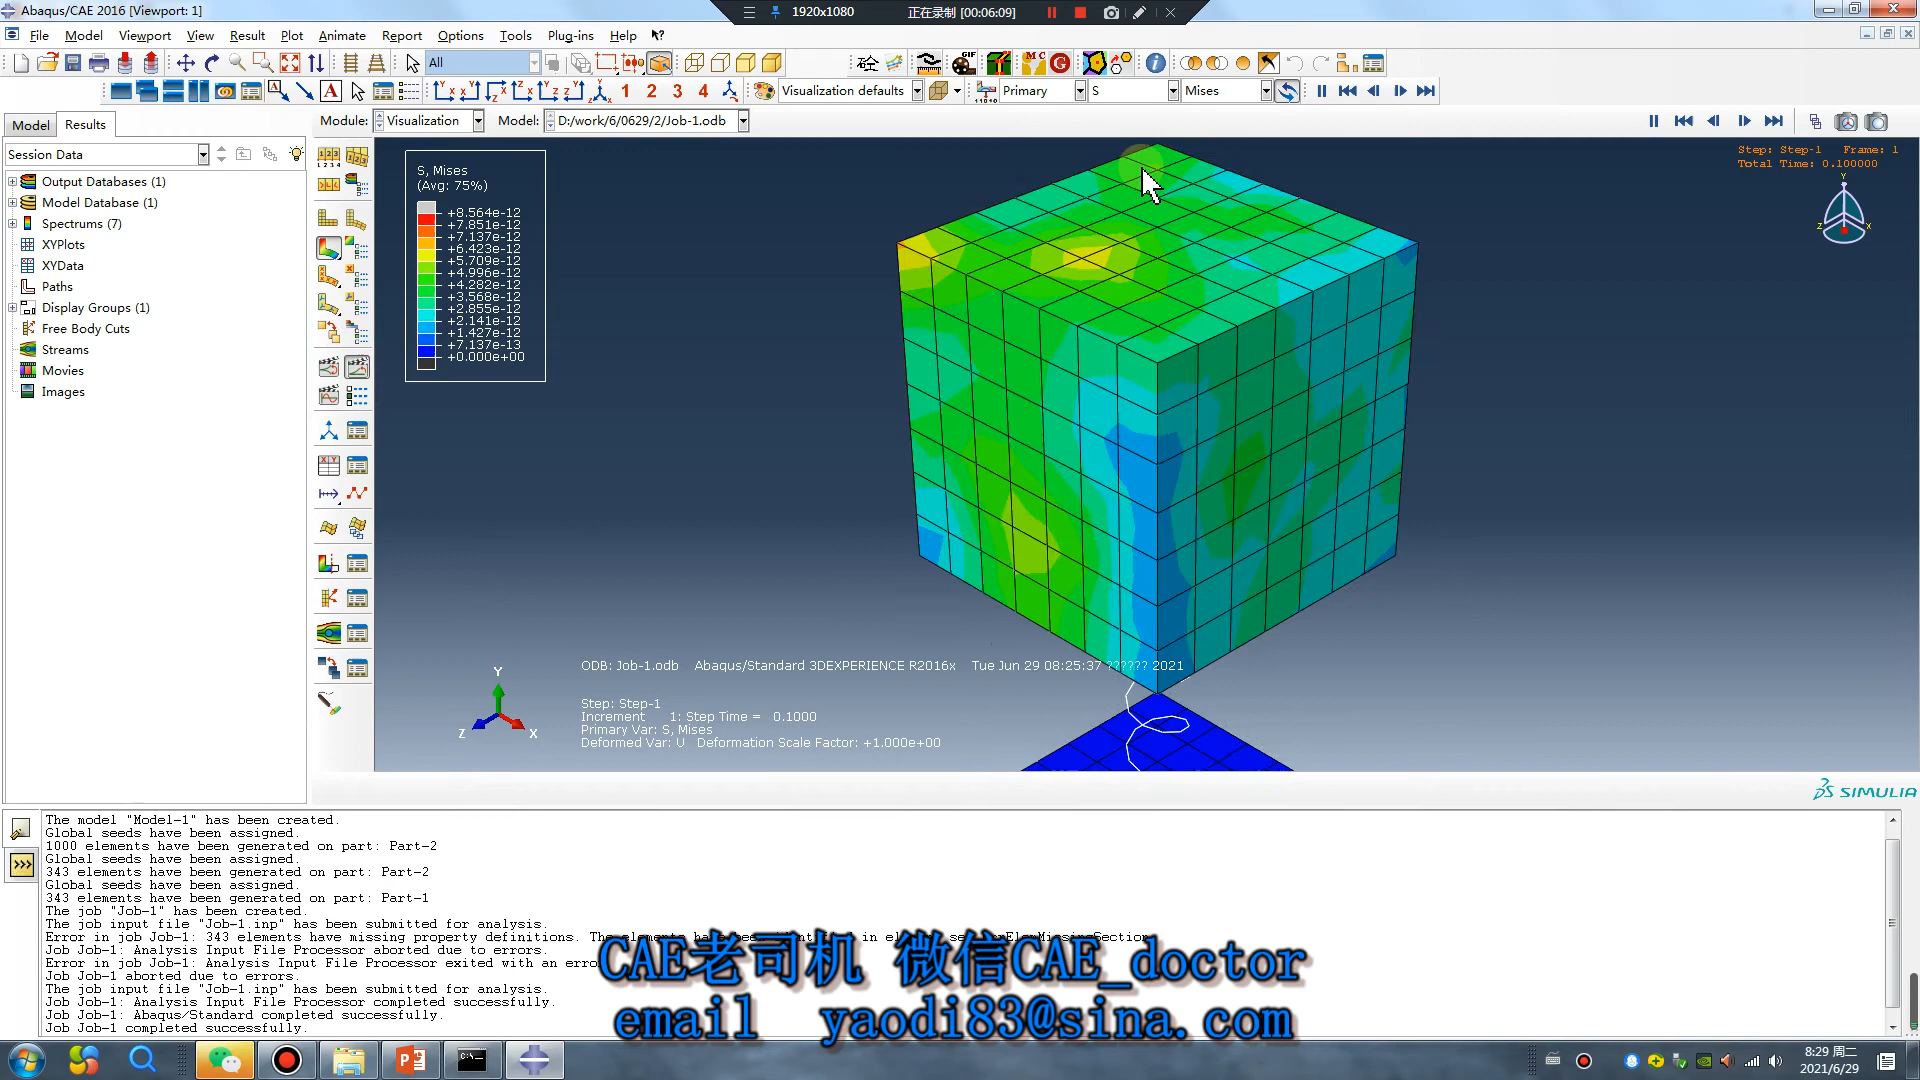 Abaqus/CAE 2016 [Viewport: 1]
1920x1080
正在录制 [00:06:09]
File Model Viewport View Result Plot Animate Report Options Tools Plug-ins Help
All
砼
GIF
M C
G
1 2 3 4
Visualization defaults
Primary
S
Mises
Model Results
Module: Visualization Model: D:/work/6/0629/2/Job-1.odb
Session Data
Output Databases (1)
Model Database (1)
Spectrums (7)
XYPlots
XYData
Paths
Display Groups (1)
Free Body Cuts
Streams
Movies
Images
S, Mises
(Avg: 75%)
+8.564e-12
+7.851e-12
+7.137e-12
+6.423e-12
+5.709e-12
+4.996e-12
+4.282e-12
+3.568e-12
+2.855e-12
+2.141e-12
+1.427e-12
+7.137e-13
+0.000e+00
Step: Step-1 Frame: 1
Total Time: 0.100000
Y
Z X
Y
Z X
ODB: Job-1.odb Abaqus/Standard 3DEXPERIENCE R2016x Tue Jun 29 08:25:37 ?????? 2021
Step: Step-1
Increment 1: Step Time = 0.1000
Primary Var: S, Mises
Deformed Var: U Deformation Scale Factor: +1.000e+00
SIMULIA
The model "Model-1" has been created.
Global seeds have been assigned.
1000 elements have been generated on part: Part-2
Global seeds have been assigned.
343 elements have been generated on part: Part-2
Global seeds have been assigned.
343 elements have been generated on part: Part-1
The job "Job-1" has been created.
The job input file "Job-1.inp" has been submitted for analysis.
Error in job Job-1: 343 elements have missing property definitions. The elements have been identified in element set
Job Job-1: Analysis Input File Processor aborted due to errors.
Error in job Job-1: Analysis Input File Processor exited with an error
Job Job-1 aborted due to errors.
The job input file "Job-1.inp" has been submitted for analysis.
Job Job-1: Analysis Input File Processor completed successfully.
Job Job-1: Abaqus/Standard completed successfully.
Job Job-1 completed successfully.
CAE老司机 微信CAE_doctor
email yaodi83@sina.com
8:29 周二
2021/6/29